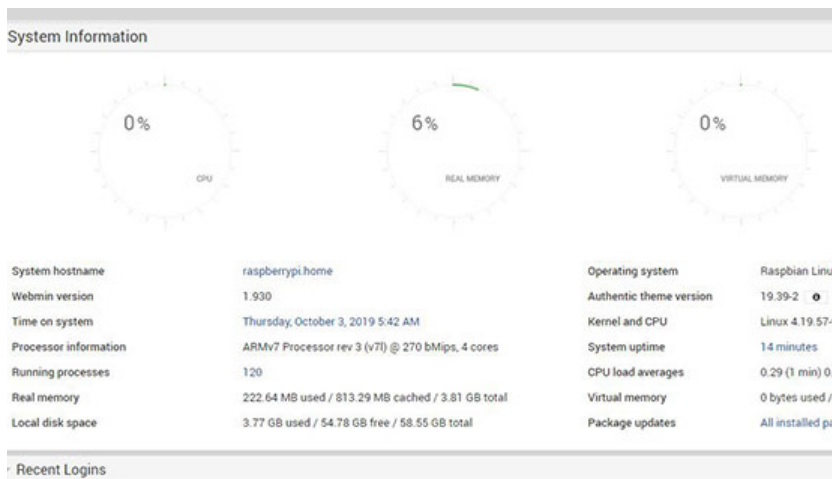 System Information
0%
CPU
6%
REAL MEMORY
0%
VIRTUAL MEMORY
System hostname raspberrypi.home Operating system Raspbian Linu
Webmin version 1.930 Authentic theme version 19.39-2
Time on system Thursday, October 3, 2019 5:42 AM Kernel and CPU Linux 4.19.57-
Processor information ARMv7 Processor rev 3 (v7l) @ 270 bMips, 4 cores System uptime 14 minutes
Running processes 120 CPU load averages 0.29 (1 min) 0.
Real memory 222.64 MB used / 813.29 MB cached / 3.81 GB total Virtual memory 0 bytes used /
Local disk space 3.77 GB used / 54.78 GB free / 58.55 GB total Package updates All installed pa
Recent Logins